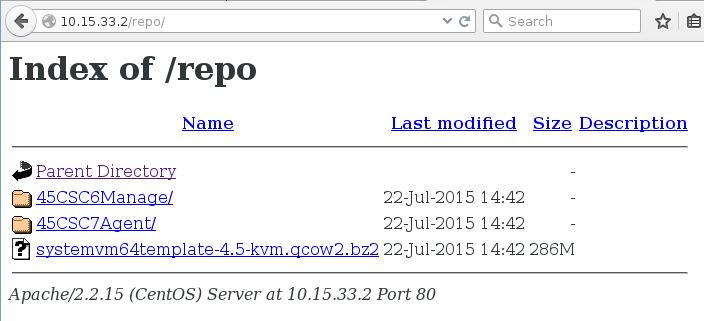 10.15.33.2/repo/
Search
Index of /repo
Name Last modified Size Description
Parent Directory -
45CSC6Manage/ 22-Jul-2015 14:42 -
45CSC7Agent/ 22-Jul-2015 14:42 -
systemvm64template-4.5-kvm.qcow2.bz2 22-Jul-2015 14:42 286M
Apache/2.2.15 (CentOS) Server at 10.15.33.2 Port 80